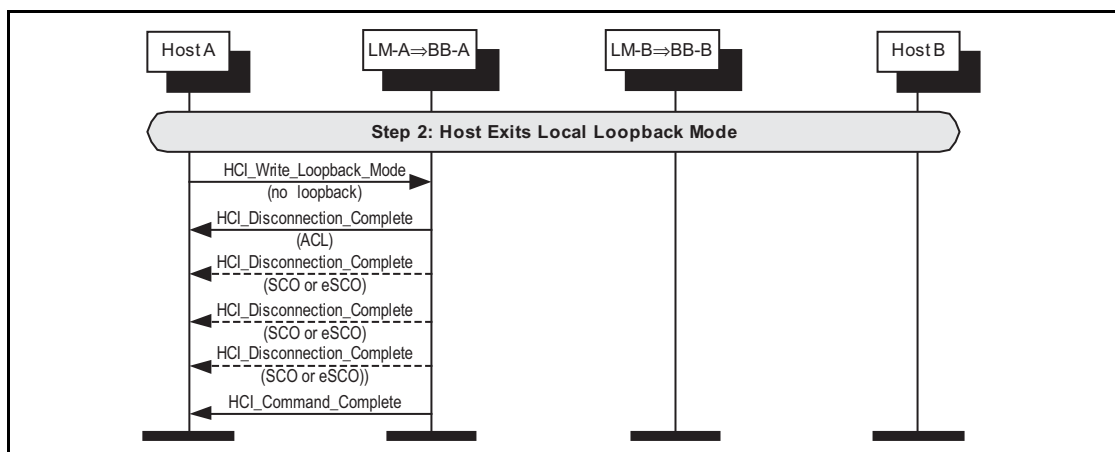 Host A
LM-A⇒BB-A
LM-B⇒BB-B
Host B
Step 2: Host Exits Local Loopback Mode
HCI_Write_Loopback_Mode
(no loopback)
HCI_Disconnection_Complete
(ACL)
HCI_Disconnection_Complete
(SCO or eSCO)
HCI_Disconnection_Complete
(SCO or eSCO)
HCI_Disconnection_Complete
(SCO or eSCO))
HCI_Command_Complete